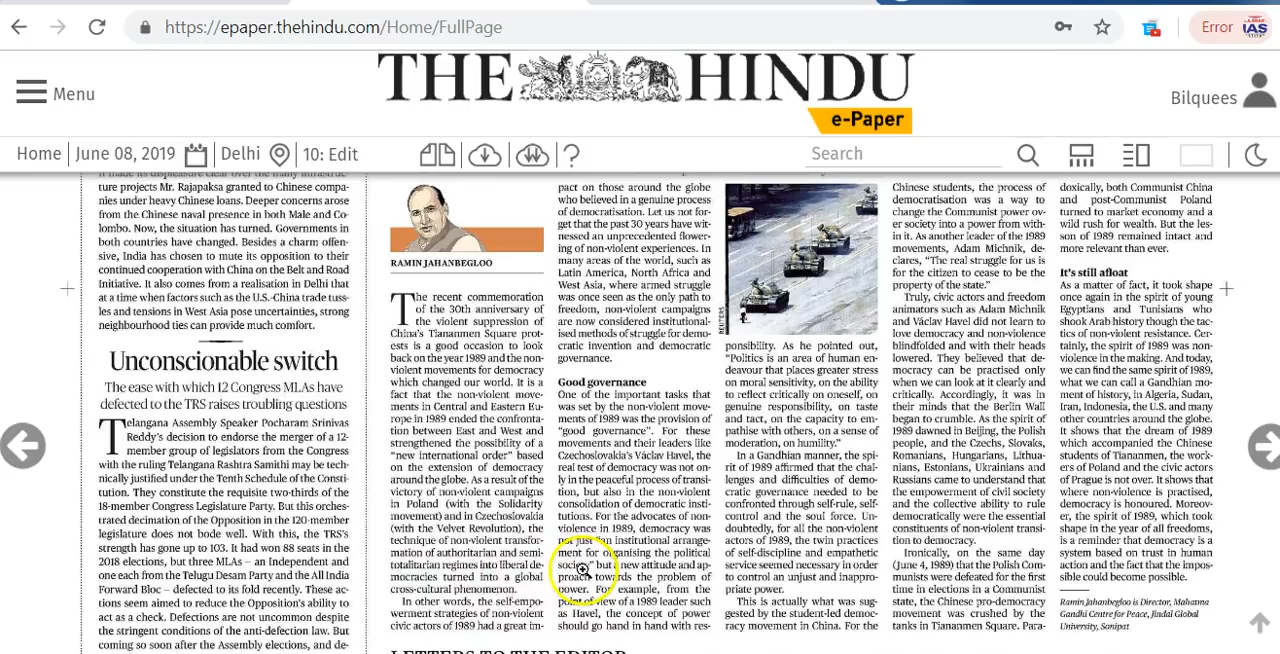 https://epaper.thehindu.com/Home/FullPage
Error
IAS
Menu
THE HINDU
e-Paper
Bilquees
Home
June 08, 2019
Delhi
10: Edit
Search
ture projects Mr. Rajapaksa granted to Chinese compa-
nies under heavy Chinese loans. Deeper concerns arose
from the Chinese naval presence in both Male and Co-
lombo. Now, the situation has turned. Governments in
both countries have changed. Besides a charm offen-
sive, India has chosen to mute its opposition to their
continued cooperation with China on the Belt and Road
Initiative. It also comes from a realisation in Delhi that
at a time when factors such as the U.S.-China trade tuss-
les and tensions in West Asia pose uncertainties, strong
neighbourhood ties can provide much comfort.
Unconscionable switch
The ease with which 12 Congress MLAs have
defected to the TRS raises troubling questions
Telangana Assembly Speaker Pocharam Srinivas
Reddy's decision to endorse the merger of a 12-
member group of legislators from the Congress
with the ruling Telangana Rashtra Samithi may be tech-
nically justified under the Tenth Schedule of the Consti-
tution. They constitute the requisite two-thirds of the
18-member Congress Legislature Party. But this orches-
trated decimation of the Opposition in the 120-member
legislature does not bode well. With this, the TRS's
strength has gone up to 103. It had won 88 seats in the
2018 elections, but three MLAs – an Independent and
one each from the Telugu Desam Party and the All India
Forward Bloc – defected to its fold recently. These ac-
tions seem aimed to reduce the Opposition's ability to
act as a check. Defections are not uncommon despite
the stringent conditions of the anti-defection law. But
coming so soon after the Assembly elections, and de-
RAMIN JAHANBEGLOO
The recent commemoration
of the 30th anniversary of
the violent suppression of
China's Tiananmen Square prot-
ests is a good occasion to look
back on the year 1989 and the non-
violent movements for democracy
which changed our world. It is a
fact that the non-violent move-
ments in Central and Eastern Eu-
rope in 1989 ended the confronta-
tion between East and West and
strengthened the possibility of a
"new international order" based
on the extension of democracy
around the globe. As a result of the
victory of non-violent campaigns
in Poland (with the Solidarity
movement) and in Czechoslovakia
(with the Velvet Revolution), the
technique of non-violent transfor-
mation of authoritarian and semi-
totalitarian regimes into liberal de-
mocracies turned into a global
cross-cultural phenomenon.
In other words, the self-empo-
werment strategies of non-violent
civic actors of 1989 had a great im-
pact on those around the globe
who believed in a genuine process
of democratisation. Let us not for-
get that the past 30 years have wit-
nessed an unprecedented flower-
ing of non-violent experiences. In
many areas of the world, such as
Latin America, North Africa and
West Asia, where armed struggle
was once seen as the only path to
freedom, non-violent campaigns
are now considered institutional-
ised methods of struggle for demo-
cratic invention and democratic
governance.
Good governance
One of the important tasks that
was set by the non-violent move-
ments of 1989 was the provision of
"good governance". For these
movements and their leaders like
Czechoslovakia's Václav Havel, the
real test of democracy was not on-
ly in the peaceful process of transi-
tion, but also in the non-violent
consolidation of democratic insti-
tutions. For the advocates of non-
violence in 1989, democracy was
not just "an institutional arrange-
ment for organising the political
society" but a new attitude and ap-
proach towards the problem of
power. For example, from the
point of view of a 1989 leader such
as Havel, the concept of power
should go hand in hand with res-
REUTERS
ponsibility. As he pointed out,
"Politics is an area of human en-
deavour that places greater stress
on moral sensitivity, on the ability
to reflect critically on oneself, on
genuine responsibility, on taste
and tact, on the capacity to em-
pathise with others, on a sense of
moderation, on humility."
In a Gandhian manner, the spi-
rit of 1989 affirmed that the chal-
lenges and difficulties of demo-
cratic governance needed to be
confronted through self-rule, self-
control and the soul force. Un-
doubtedly, for all the non-violent
actors of 1989, the twin practices
of self-discipline and empathetic
service seemed necessary in order
to control an unjust and inappro-
priate power.
This is actually what was sug-
gested by the student-led democ-
racy movement in China. For the
Chinese students, the process of
democratisation was a way to
change the Communist power ov-
er society into a power from with-
in it. As another leader of the 1989
movements, Adam Michnik, de-
clares, "The real struggle for us is
for the citizen to cease to be the
property of the state."
Truly, civic actors and freedom
animators such as Adam Michnik
and Václav Havel did not learn to
love democracy and non-violence
blindfolded and with their heads
lowered. They believed that de-
mocracy can be practised only
when we can look at it clearly and
critically. Accordingly, it was in
their minds that the Berlin Wall
began to crumble. As the spirit of
1989 dawned in Beijing, the Polish
people, and the Czechs, Slovaks,
Romanians, Hungarians, Lithua-
nians, Estonians, Ukrainians and
Russians came to understand that
the empowerment of civil society
and the collective ability to rule
democratically were the essential
constituents of non-violent transi-
tion to democracy.
Ironically, on the same day
(June 4, 1989) that the Polish Com-
munists were defeated for the first
time in elections in a Communist
state, the Chinese pro-democracy
movement was crushed by the
tanks in Tiananmen Square. Para-
doxically, both Communist China
and post-Communist Poland
turned to market economy and a
wild rush for wealth. But the les-
son of 1989 remained intact and
more relevant than ever.
It's still afloat
As a matter of fact, it took shape
once again in the spirit of young
Egyptians and Tunisians who
shook Arab history though the tac-
tics of non-violent resistance. Cer-
tainly, the spirit of 1989 was non-
violence in the making. And today,
we can find the same spirit of 1989,
what we can call a Gandhian mo-
ment of history, in Algeria, Sudan,
Iran, Indonesia, the U.S. and many
other countries around the globe.
It shows that the dream of 1989
which accompanied the Chinese
students of Tiananmen, the work-
ers of Poland and the civic actors
of Prague is not over. It shows that
where non-violence is practised,
democracy is honoured. Moreov-
er, the spirit of 1989, which took
shape in the year of all freedoms,
is a reminder that democracy is a
system based on trust in human
action and the fact that the impos-
sible could become possible.
Ramin Jahanbegloo is Director, Mahatma
Gandhi Centre for Peace, Jindal Global
University, Sonipat
LETTERS TO THE EDITOR